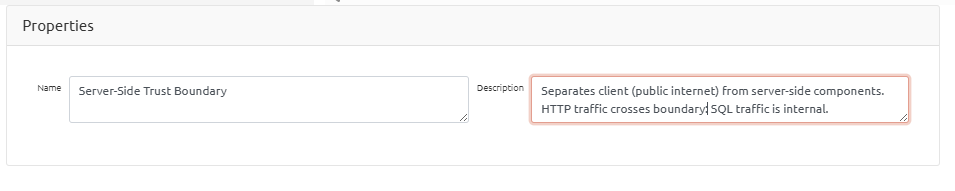 Properties
Name
Server-Side Trust Boundary
Description
Separates client (public internet) from server-side components.
HTTP traffic crosses boundary; SQL traffic is internal.